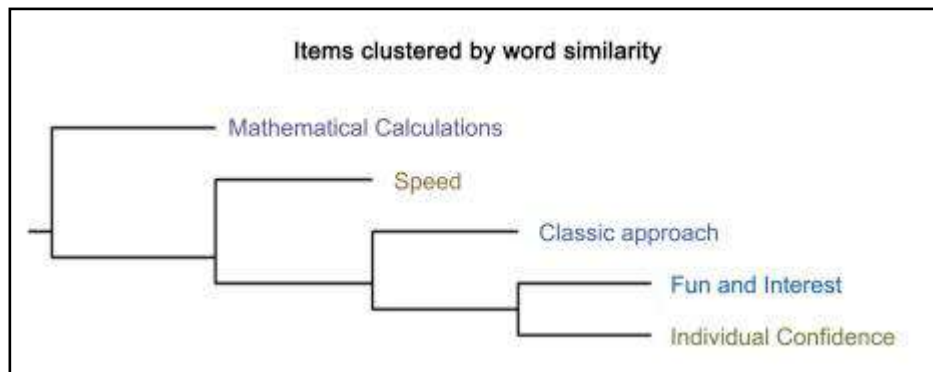 Items clustered by word similarity
Mathematical Calculations
Speed
Classic approach
Fun and Interest
Individual Confidence